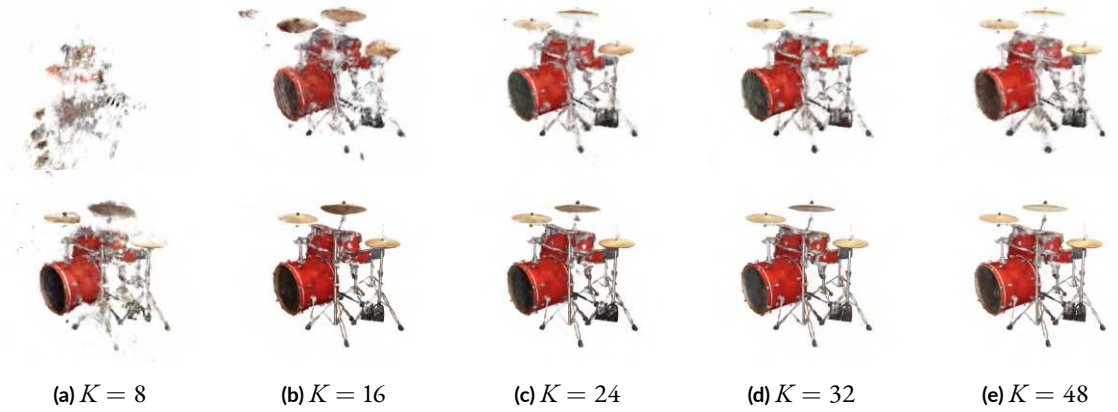 (a) K = 8 (b) K = 16 (c) K = 24 (d) K = 32 (e) K = 48